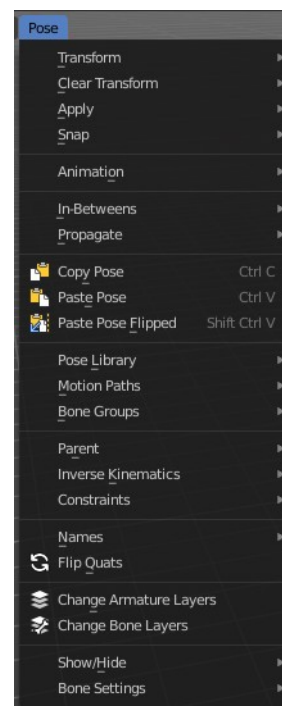 Pose
Transform
Clear Transform
Apply
Snap
Animation
In-Betweens
Propagate
Copy Pose Ctrl C
Paste Pose Ctrl V
Paste Pose Flipped Shift Ctrl V
Pose Library
Motion Paths
Bone Groups
Parent
Inverse Kinematics
Constraints
Names
Flip Quats
Change Armature Layers
Change Bone Layers
Show/Hide
Bone Settings